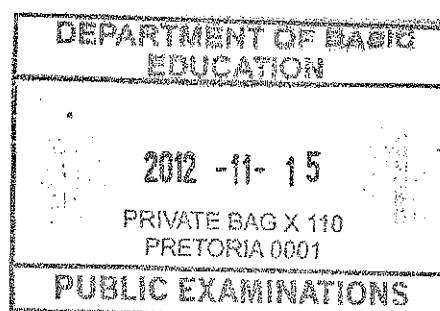 DEPARTMENT OF BASIC
EDUCATION
2012 -11- 15
PRIVATE BAG X 110
PRETORIA 0001
PUBLIC EXAMINATIONS